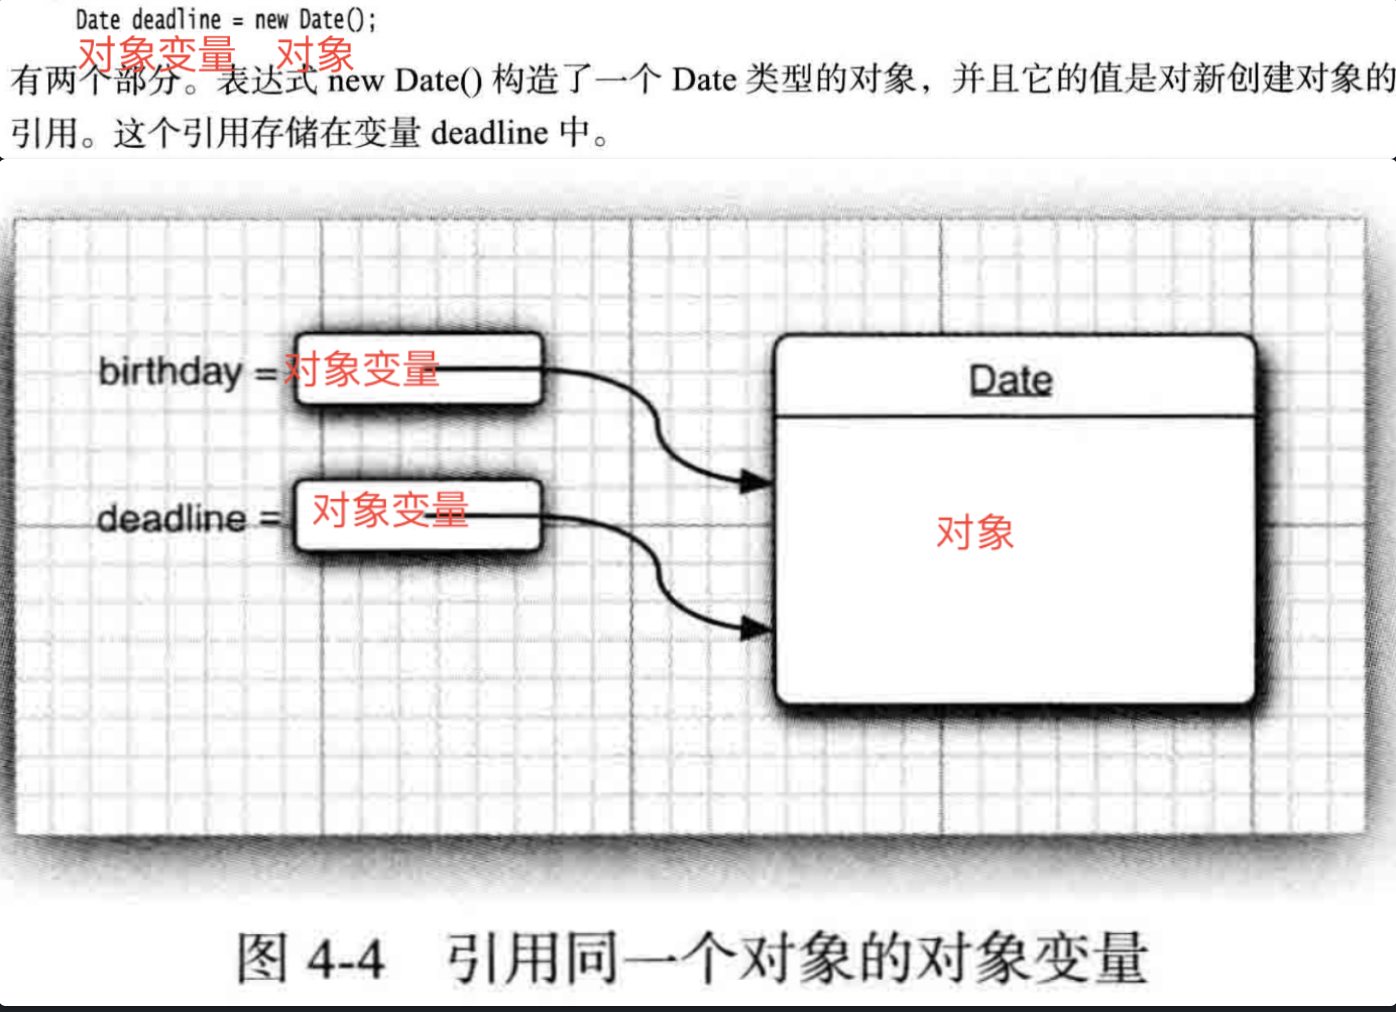 Date deadline = new Date();
对象变量 对象
有两个部分。表达式 new Date() 构造了一个 Date 类型的对象，并且它的值是对新创建对象的
引用。这个引用存储在变量 deadline 中。
birthday = 对象变量
Date
deadline = 对象变量
对象
图 4-4 引用同一个对象的对象变量